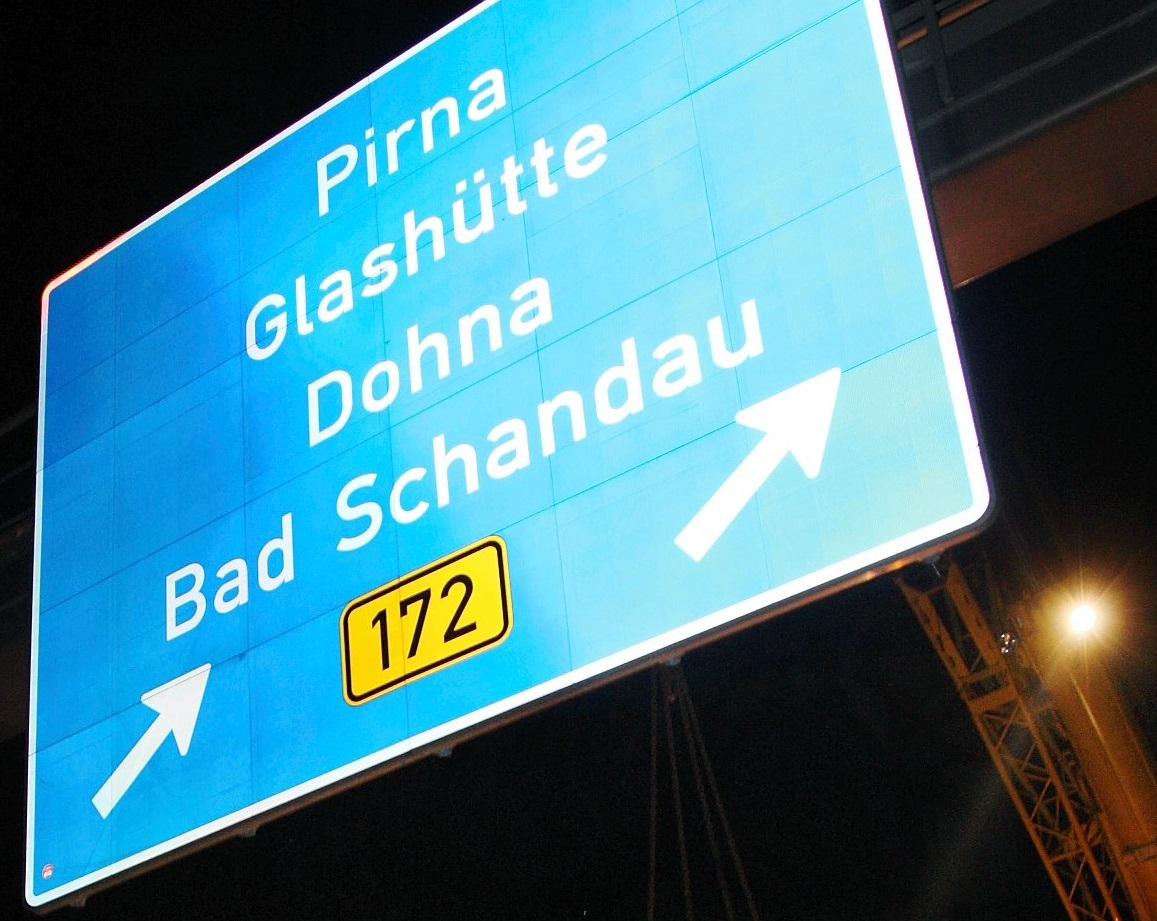 Pirna
Glashütte
Dohna
Bad Schandau
172